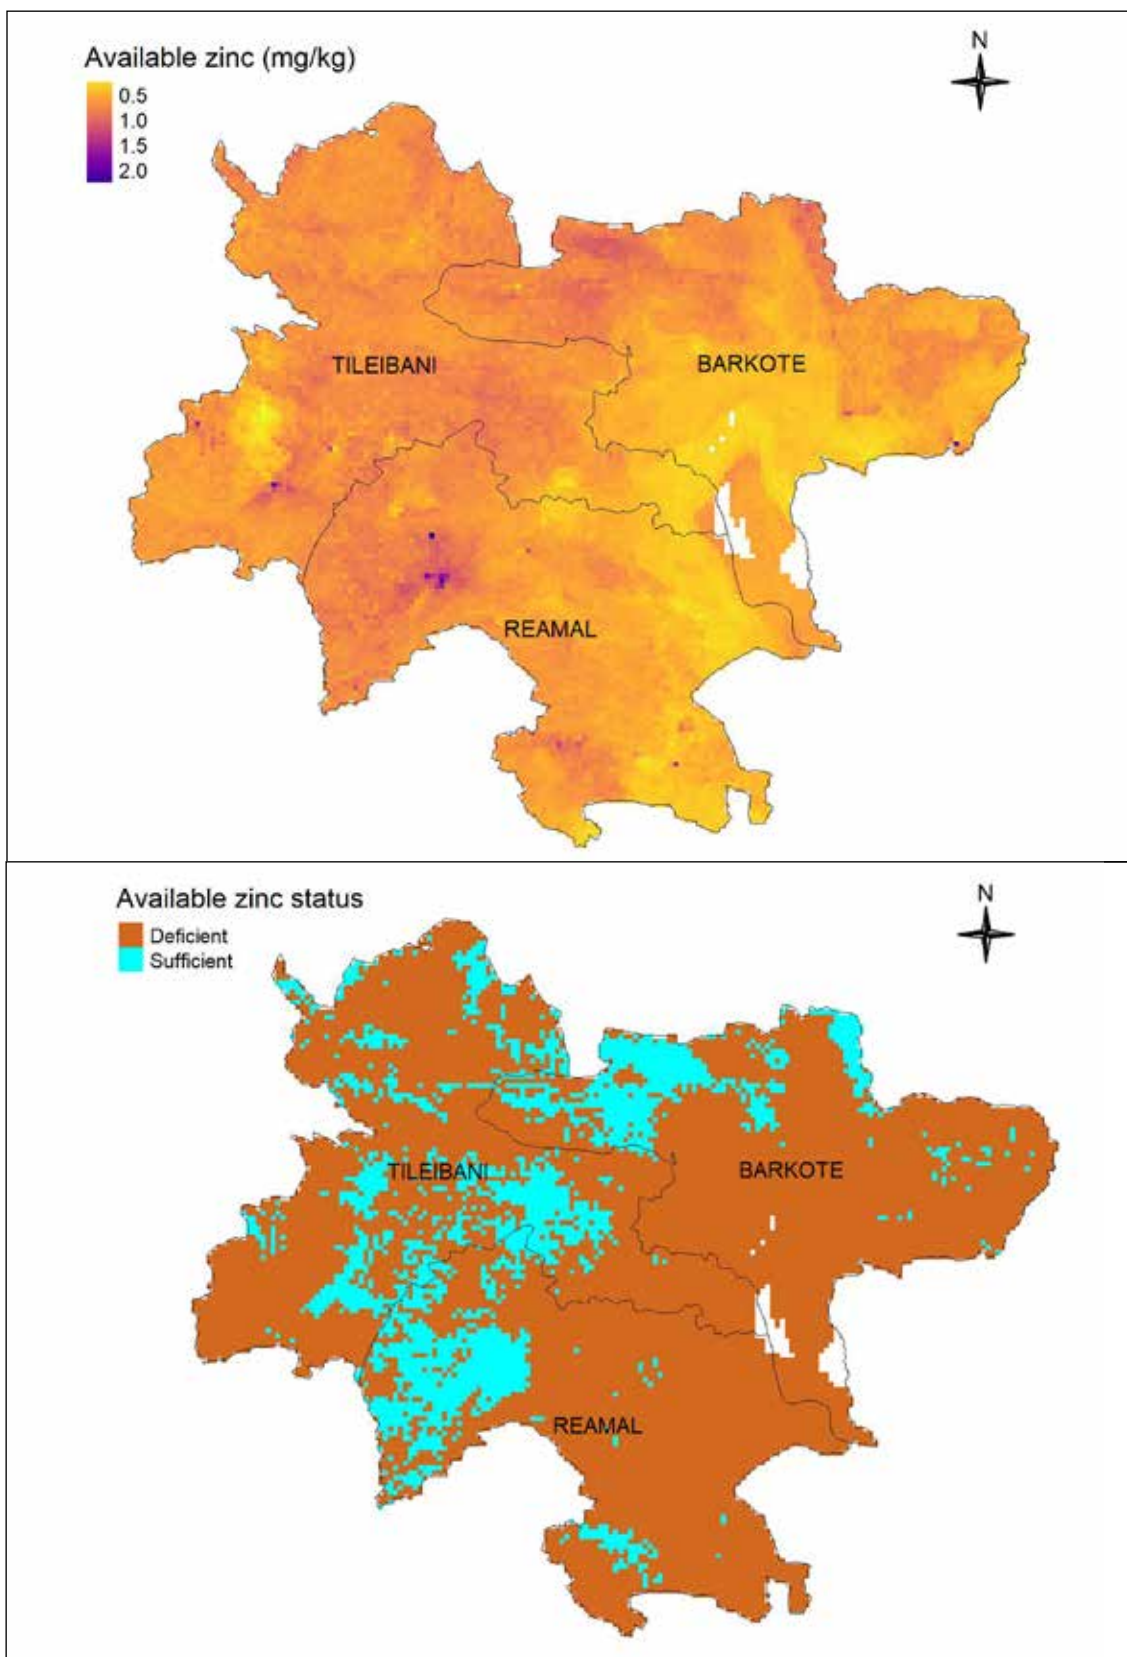 Available zinc (mg/kg)
N
0.5
1.0
1.5
2.0
TILEIBANI
BARKOTE
REAMAL
Available zinc status
N
Deficient
Sufficient
TILEIBANI
BARKOTE
REAMAL